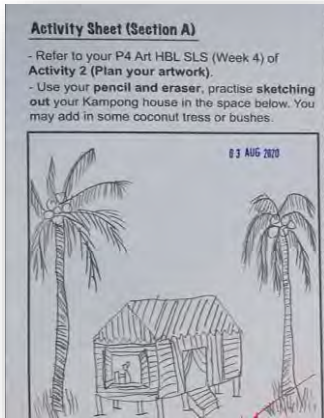 Activity Sheet (Section A)
- Refer to your P4 Art HBL SLS (Week 4) of
Activity 2 (Plan your artwork).
- Use your pencil and eraser, practise sketching
out your Kampong house in the space below. You
may add in some coconut tress or bushes.
03 AUG 2020